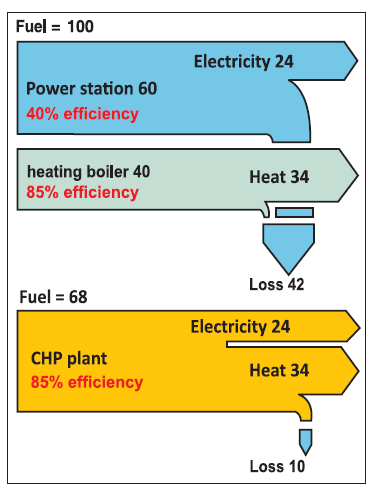 Fuel = 100
Electricity 24
Power station 60
40% efficiency
heating boiler 40
85% efficiency
Heat 34
Loss 42
Fuel = 68
Electricity 24
CHP plant
85% efficiency
Heat 34
Loss 10